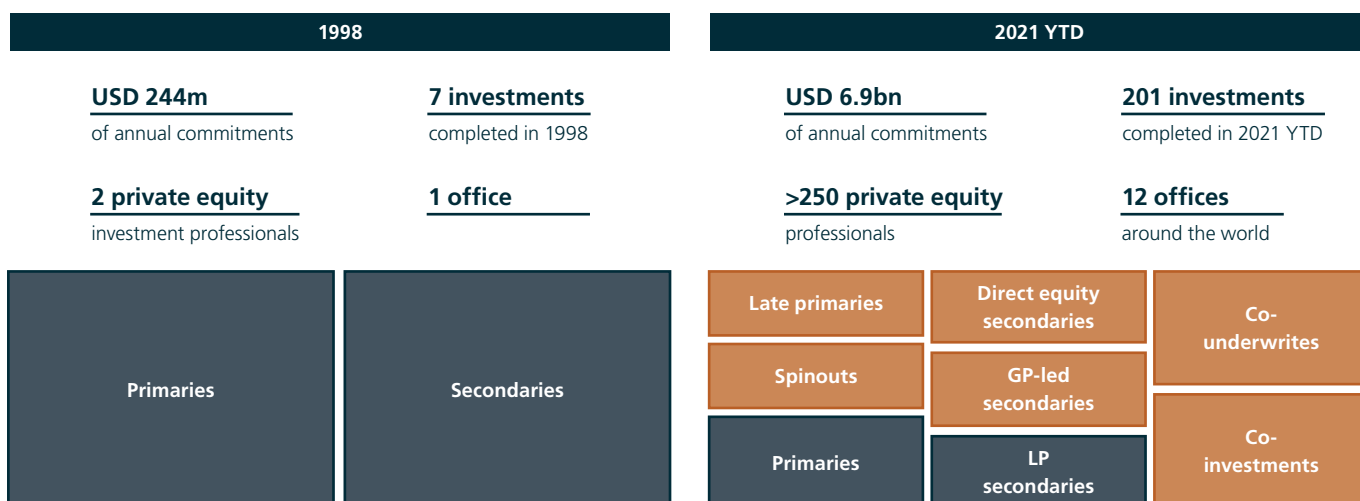 1998
USD 244m
of annual commitments
7 investments
completed in 1998
2 private equity
investment professionals
1 office
Primaries
Secondaries
2021 YTD
USD 6.9bn
of annual commitments
201 investments
completed in 2021 YTD
>250 private equity
professionals
12 offices
around the world
Late primaries
Spinouts
Primaries
Direct equity
secondaries
GP-led
secondaries
LP
secondaries
Co-
underwrites
Co-
investments